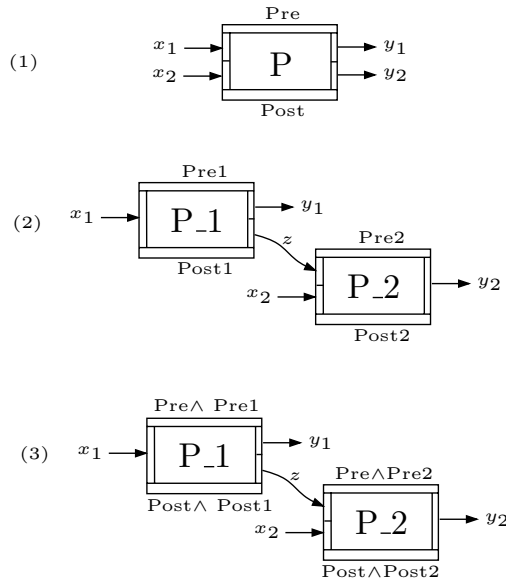 Pre
(1) x1 x2 P y1 y2
Post
Pre1
(2) x1 P_1 y1
z
Post1
Pre2
x2 P_2 y2
Post2
Pre∧ Pre1
(3) x1 P_1 y1
z
Post∧ Post1
Pre∧Pre2
x2 P_2 y2
Post∧Post2